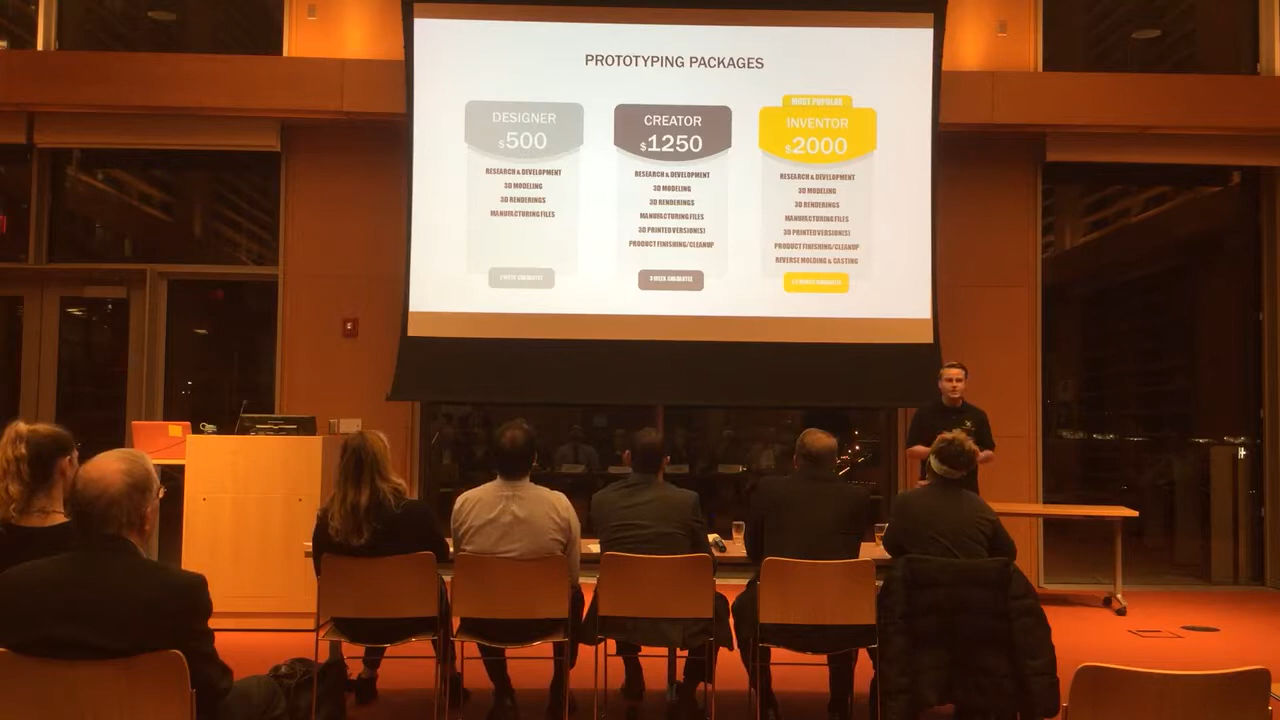 PROTOTYPING PACKAGES
DESIGNER
$500
RESEARCH & DEVELOPMENT
3D MODELING
3D RENDERINGS
MANUFACTURING FILES
CREATOR
$1250
RESEARCH & DEVELOPMENT
3D MODELING
3D RENDERINGS
MANUFACTURING FILES
3D PRINTED VERSION(S)
PRODUCT FINISHING/CLEANUP
MOST POPULAR
INVENTOR
$2000
RESEARCH & DEVELOPMENT
3D MODELING
3D RENDERINGS
MANUFACTURING FILES
3D PRINTED VERSION(S)
PRODUCT FINISHING/CLEANUP
REVERSE MOLDING & CASTING